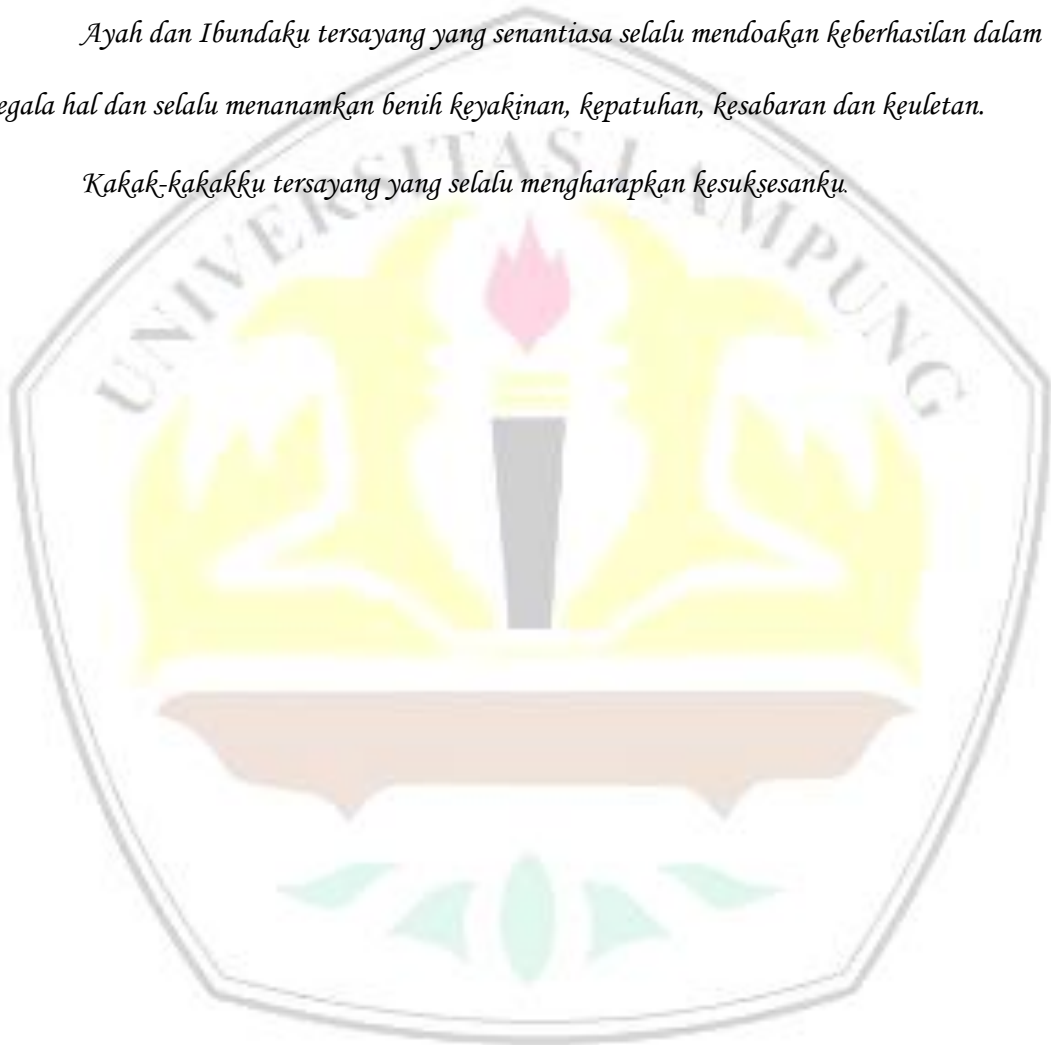 Ayah dan Ibundaku tersayang yang senantiasa selalu mendoakan keberhasilan dalam
egala hal dan selalu menanamkan benih keyakinan, kepatuhan, kesabaran dan keuletan.
Kakak-kakakku tersayang yang selalu mengharapkan kesuksesanku.
UNIVERSITAS LAMPUNG